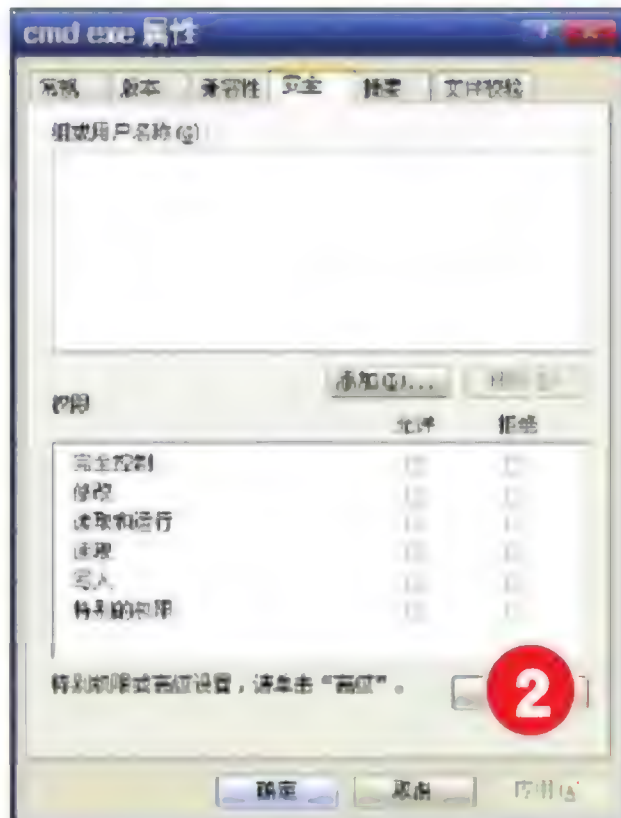 cmd exe 属性
常规 版本 兼容性 安全 摘要 文件校验
组或用户名称(G)
添加(D)...
权限
允许 拒绝
完全控制
修改
读取和运行
读取
写入
特别的权限
特别权限或高级设置，请单击“高级”。
2
确定 取消 应用(A)